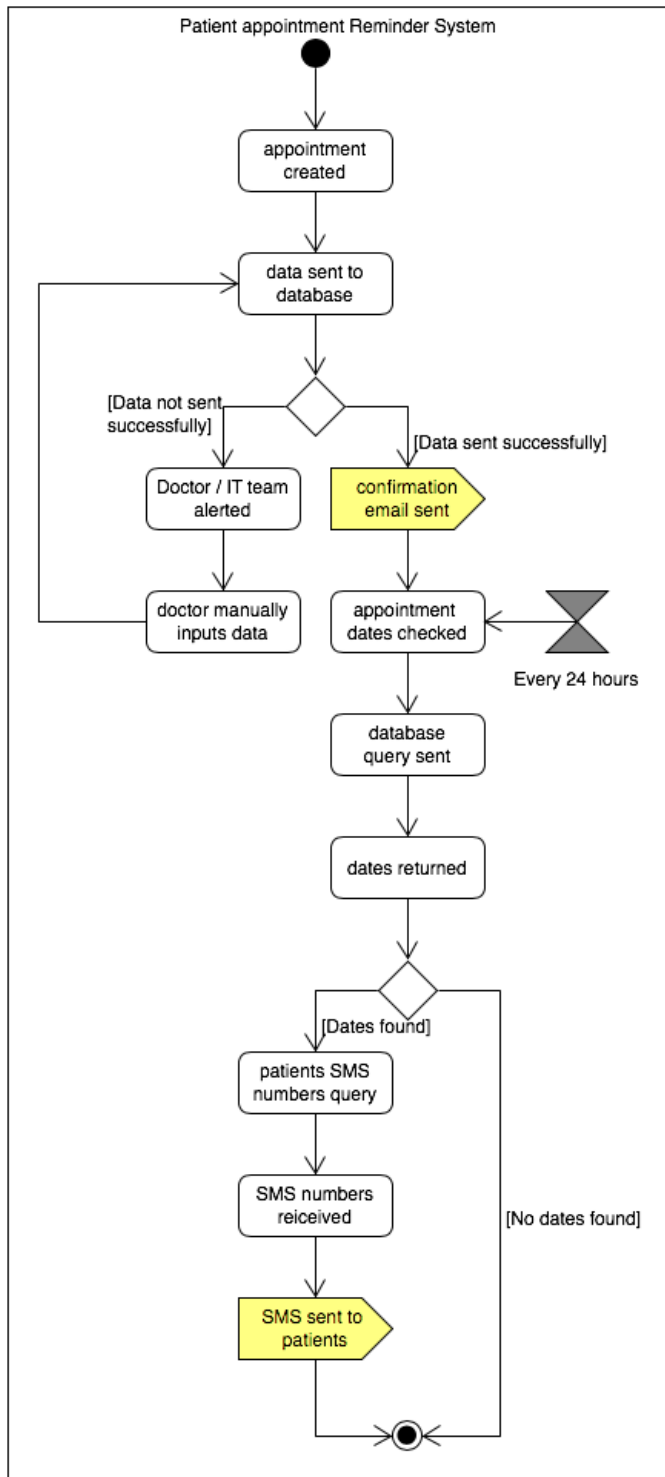 Patient appointment Reminder System
appointment
created
data sent to
database
[Data not sent
successfully]
[Data sent successfully]
Doctor / IT team
alerted
confirmation
email sent
doctor manually
inputs data
appointment
dates checked
Every 24 hours
database
query sent
dates returned
[Dates found]
patients SMS
numbers query
SMS numbers
reiceived
[No dates found]
SMS sent to
patients